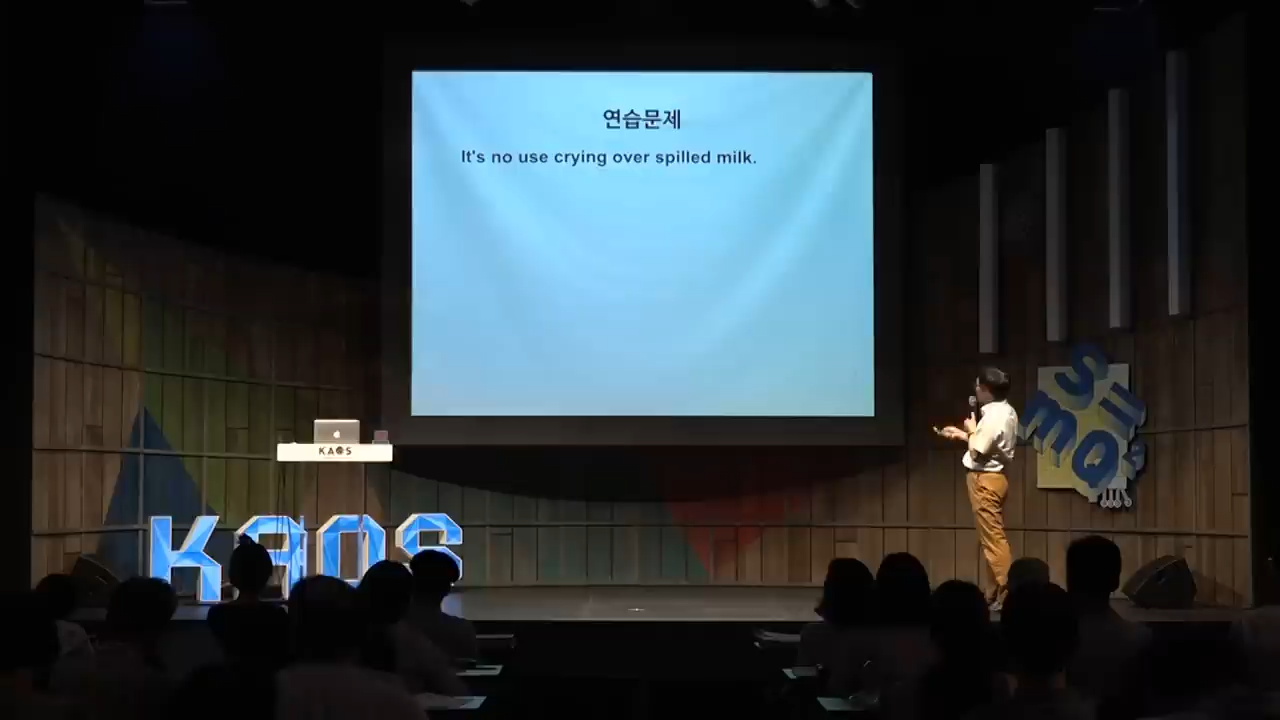 연습문제
It's no use crying over spilled milk.
KAOS
KAOS